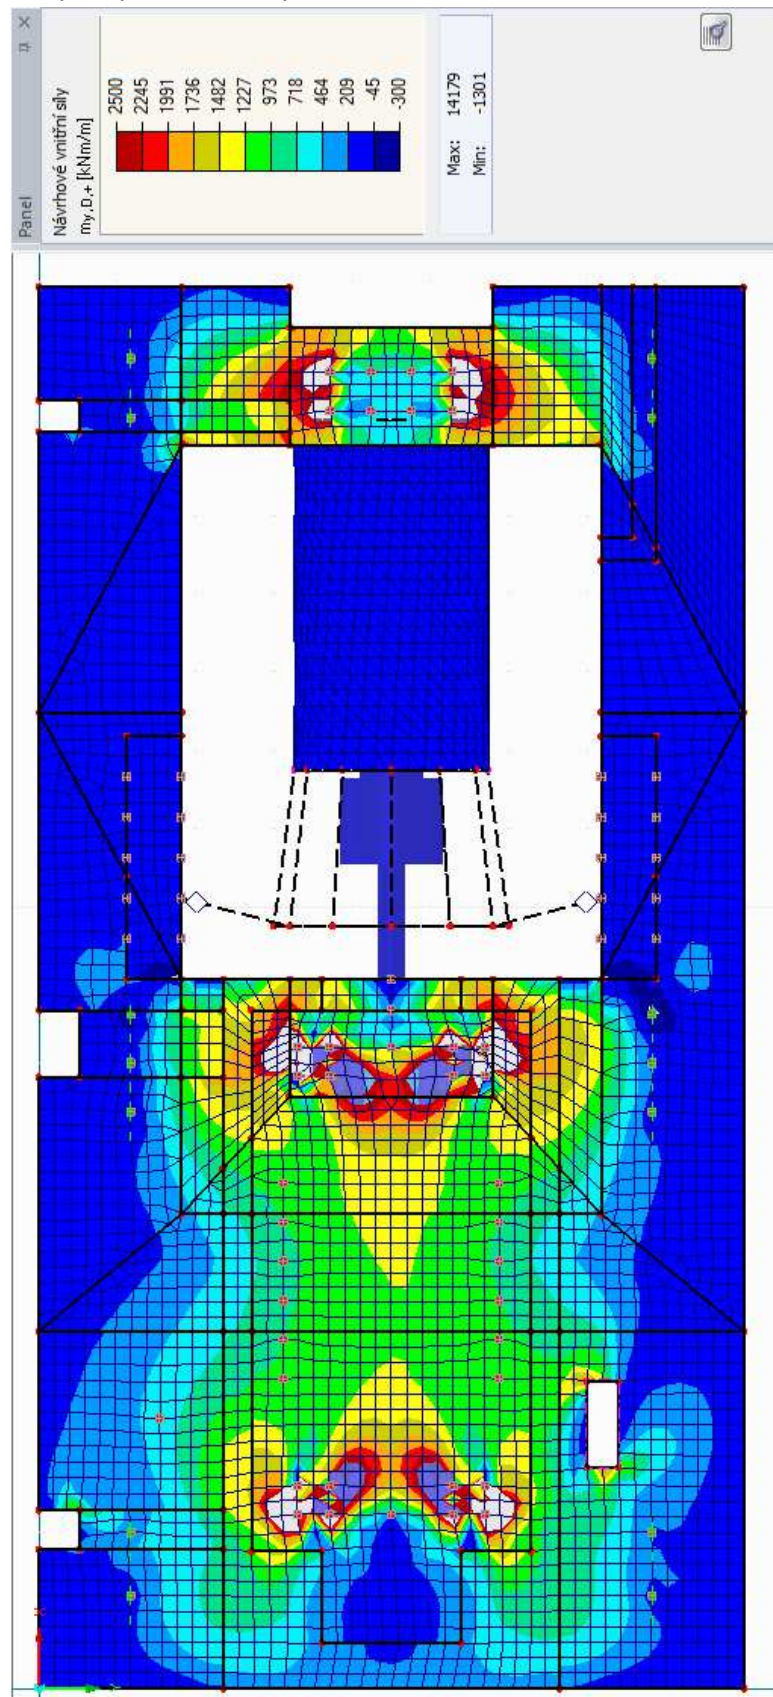 Panel
Návrhové vnitřní síly
my,D,+ [kNm/m]
2500
2245
1991
1736
1482
1227
973
718
464
209
-45
-300
Max: 14179
Min: -1301